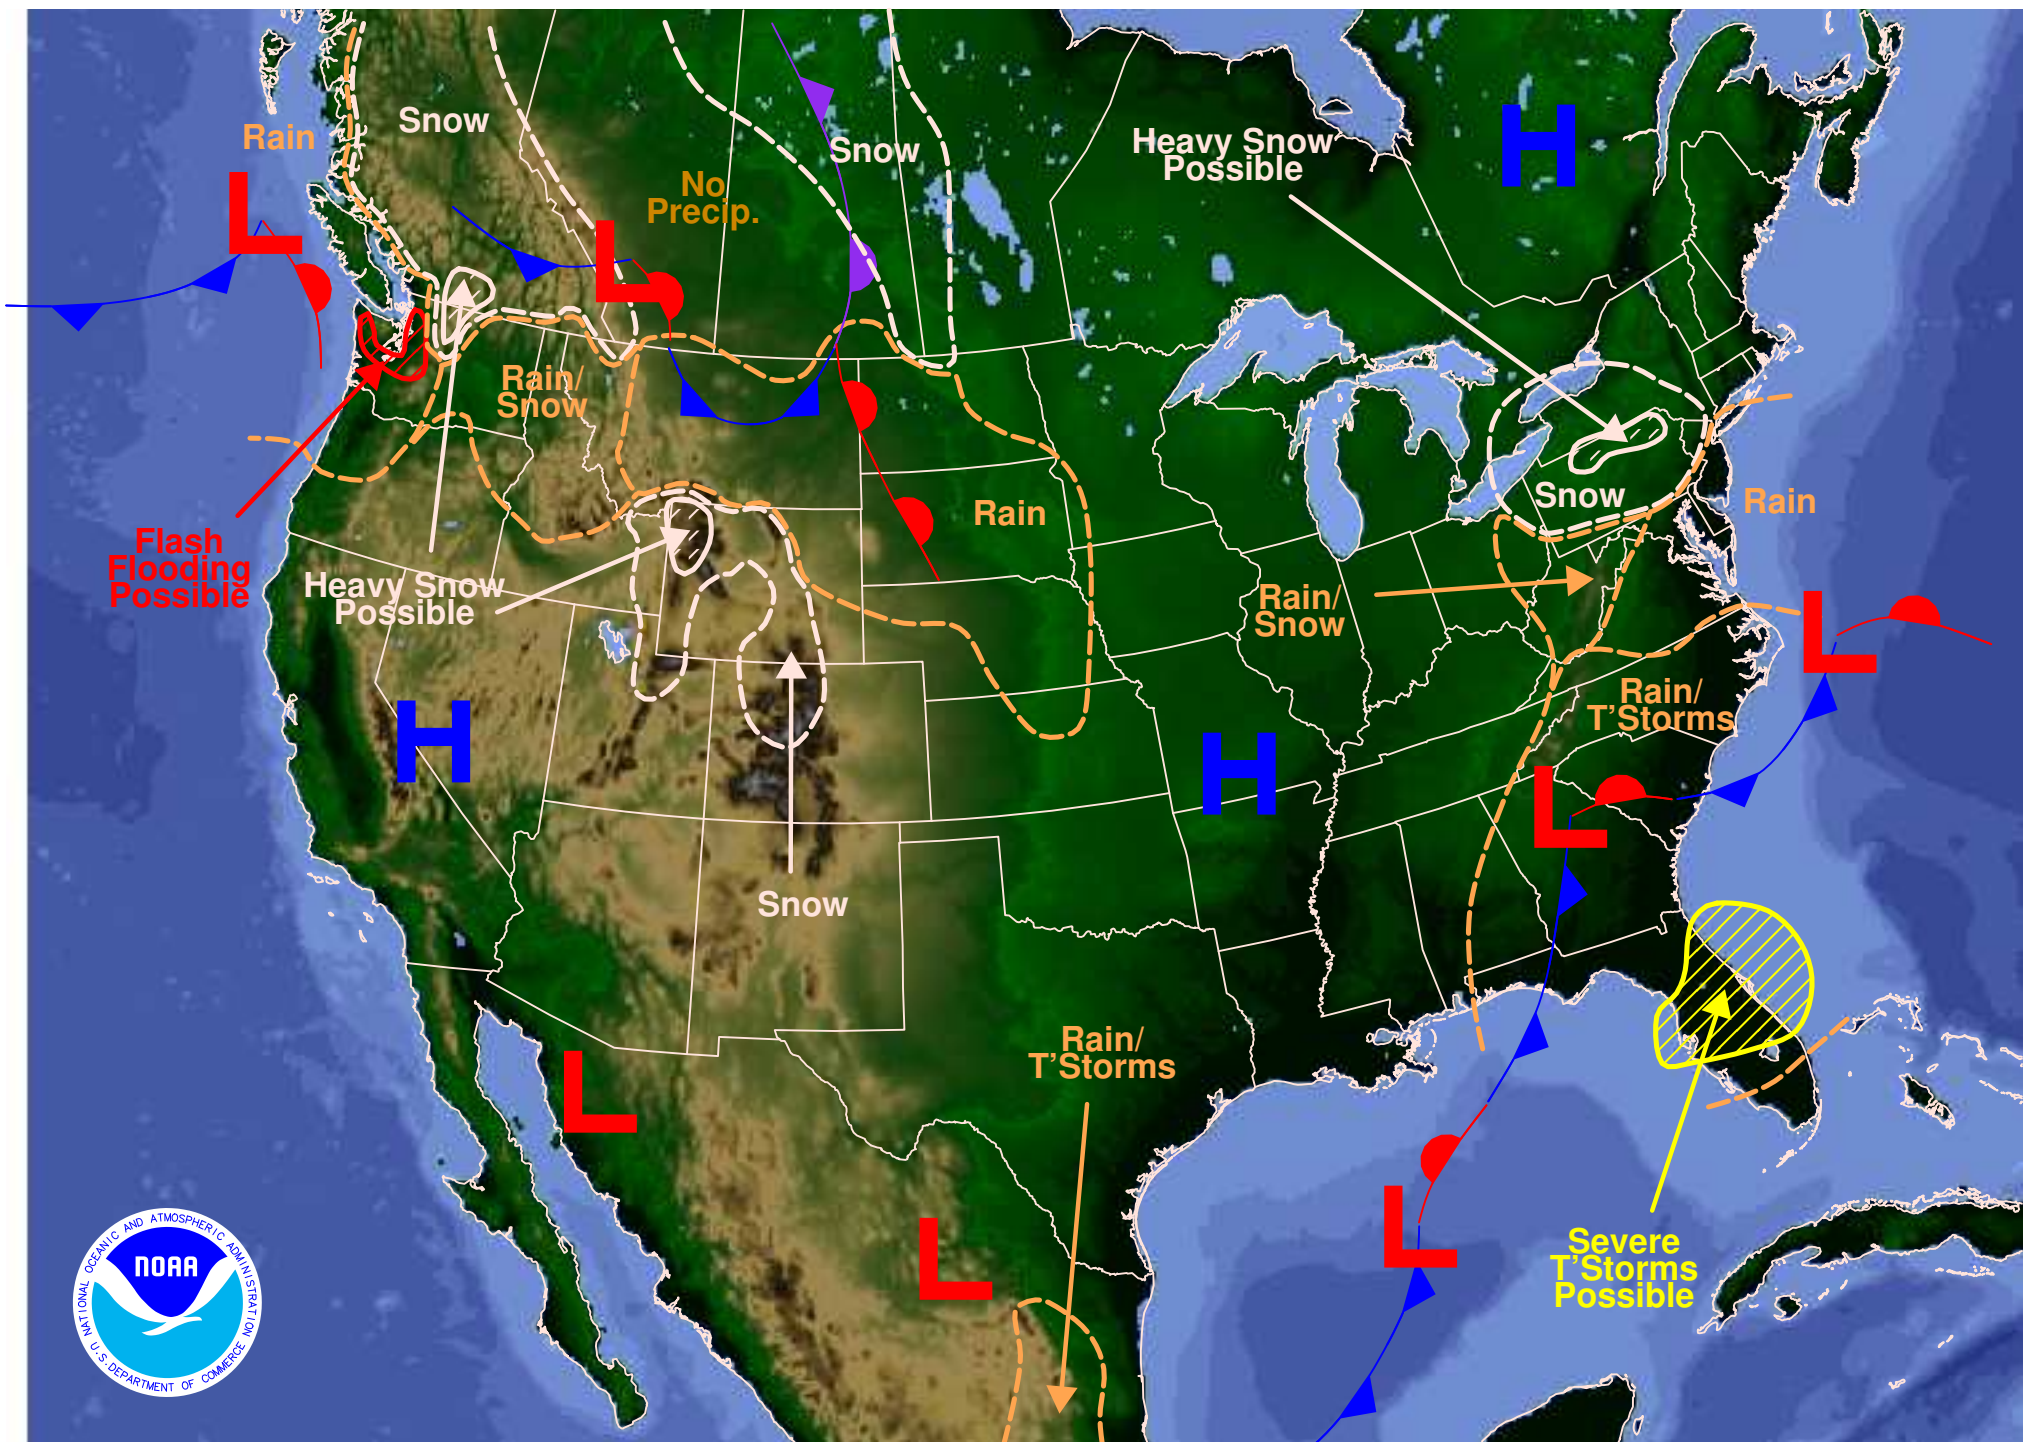 Snow
Rain
Snow
Heavy Snow
Possible
H
No
Precip.
L
L
Rain/
Snow
Snow
Rain
Rain
Flash
Flooding
Possible
Heavy Snow
Possible
Rain/
Snow
L
Rain/
T'Storms
H
H
L
Snow
Rain/
T'Storms
L
L
L
Severe
T'Storms
Possible
NATIONAL OCEANIC AND ATMOSPHERIC ADMINISTRATION
NOAA
U.S. DEPARTMENT OF COMMERCE